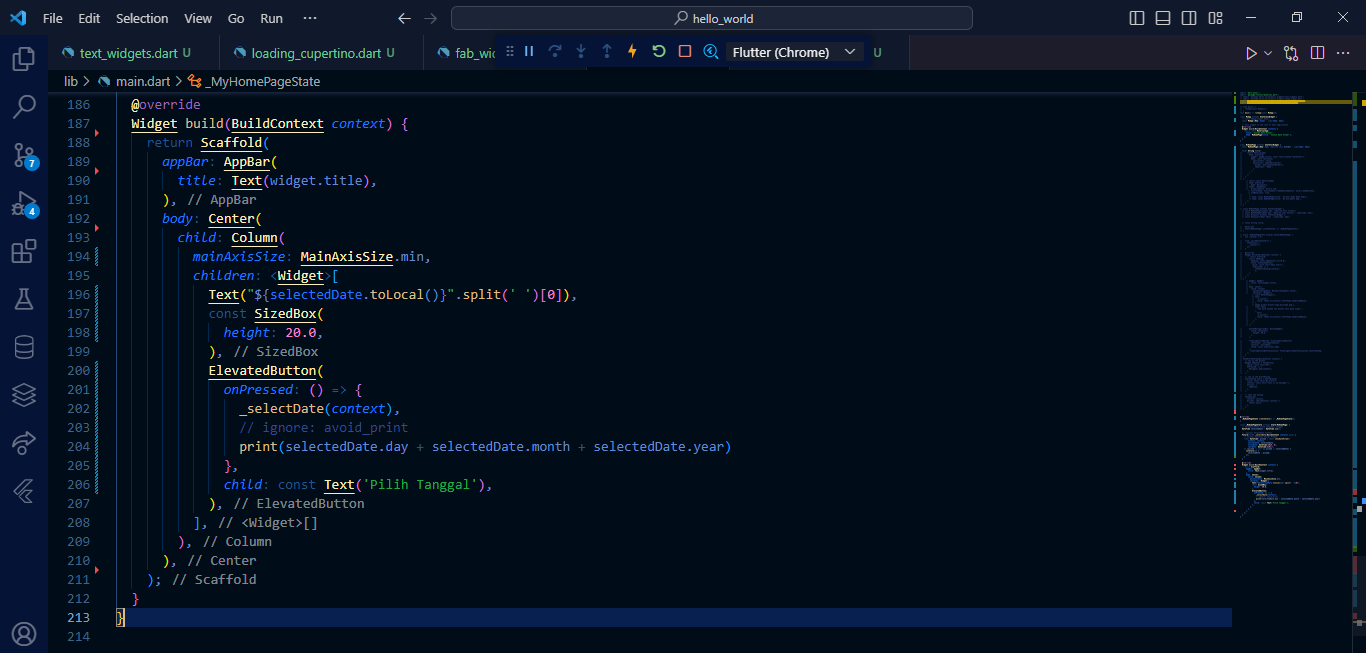 File Edit Selection View Go Run ··· hello_world
text_widgets.dart U loading_cupertino.dart U fab_wi Flutter (Chrome) U
lib > main.dart > _MyHomePageState
186 @override
187 Widget build(BuildContext context) {
188 return Scaffold(
189 appBar: AppBar(
190 title: Text(widget.title),
191 ), // AppBar
192 body: Center(
193 child: Column(
194 mainAxisSize: MainAxisSize.min,
195 children: <Widget>[
196 Text("${selectedDate.toLocal()}".split(' ')[0]),
197 const SizedBox(
198 height: 20.0,
199 ), // SizedBox
200 ElevatedButton(
201 onPressed: () => {
202 _selectDate(context),
203 // ignore: avoid_print
204 print(selectedDate.day + selectedDate.month + selectedDate.year)
205 },
206 child: const Text('Pilih Tanggal'),
207 ), // ElevatedButton
208 ], // <Widget>[]
209 ), // Column
210 ), // Center
211 ); // Scaffold
212 }
213 }
214
7
4